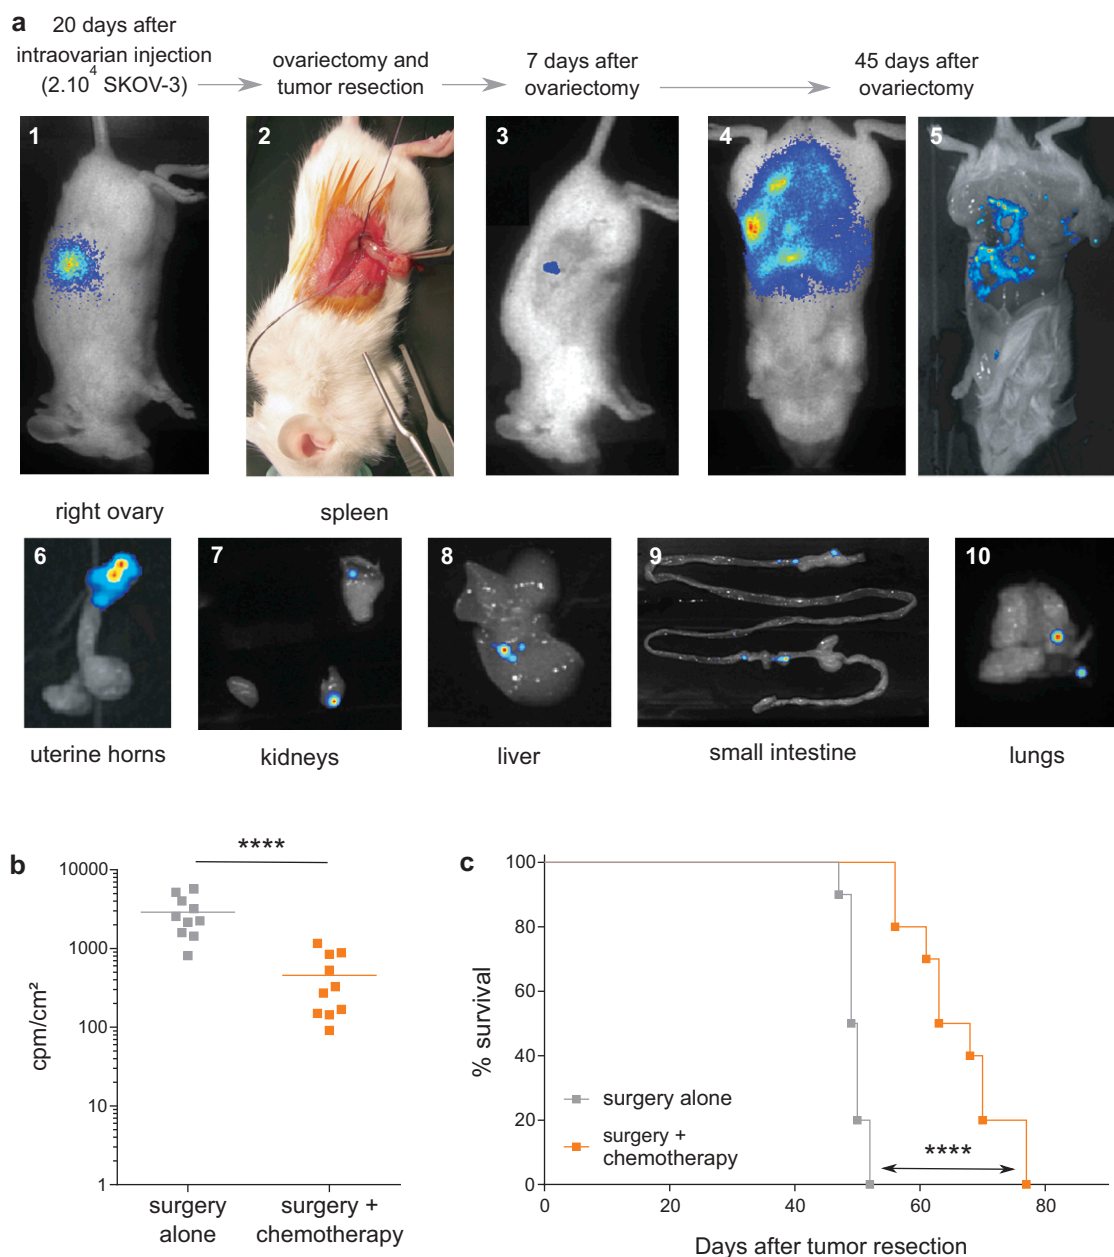 a
20 days after
intraovarian injection
(2.10⁴ SKOV-3)
ovariectomy and
tumor resection
7 days after
ovariectomy
45 days after
ovariectomy
1
2
3
4
5
right ovary
spleen
6
7
8
9
10
uterine horns
kidneys
liver
small intestine
lungs
b
****
10000
1000
100
10
1
cpm/cm²
surgery
alone
surgery +
chemotherapy
c
100
80
60
40
20
0
% survival
surgery alone
surgery +
chemotherapy
****
0
20
40
60
80
Days after tumor resection